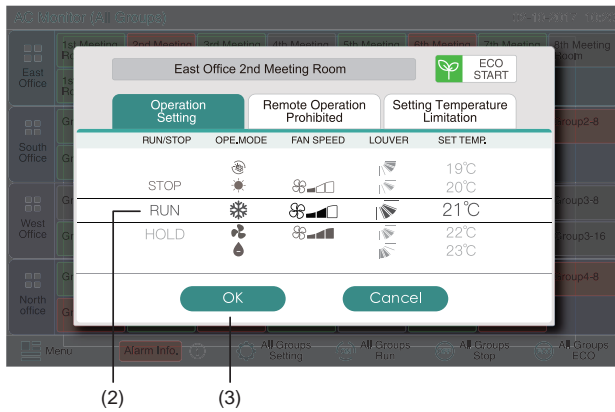 AC Monitor (All Groups)
1st Meeting 2nd Meeting 3rd Meeting 4th Meeting 5th Meeting 6th Meeting 7th Meeting 8th Meeting
Room
East Office 2nd Meeting Room
ECO
START
East
Office
Operation
Setting
Remote Operation
Prohibited
Setting Temperature
Limitation
RUN/STOP OPE.MODE FAN SPEED LOUVER SET TEMP.
Group2-8
South
Office
19°C
STOP 20°C
RUN 21°C
HOLD 22°C
23°C
Group3-8
West
Office
Group3-16
OK Cancel
Group4-8
North
office
Menu Alarm Info. All Groups
Setting All Groups
Run All Groups
Stop All Groups
ECO
(2) (3)